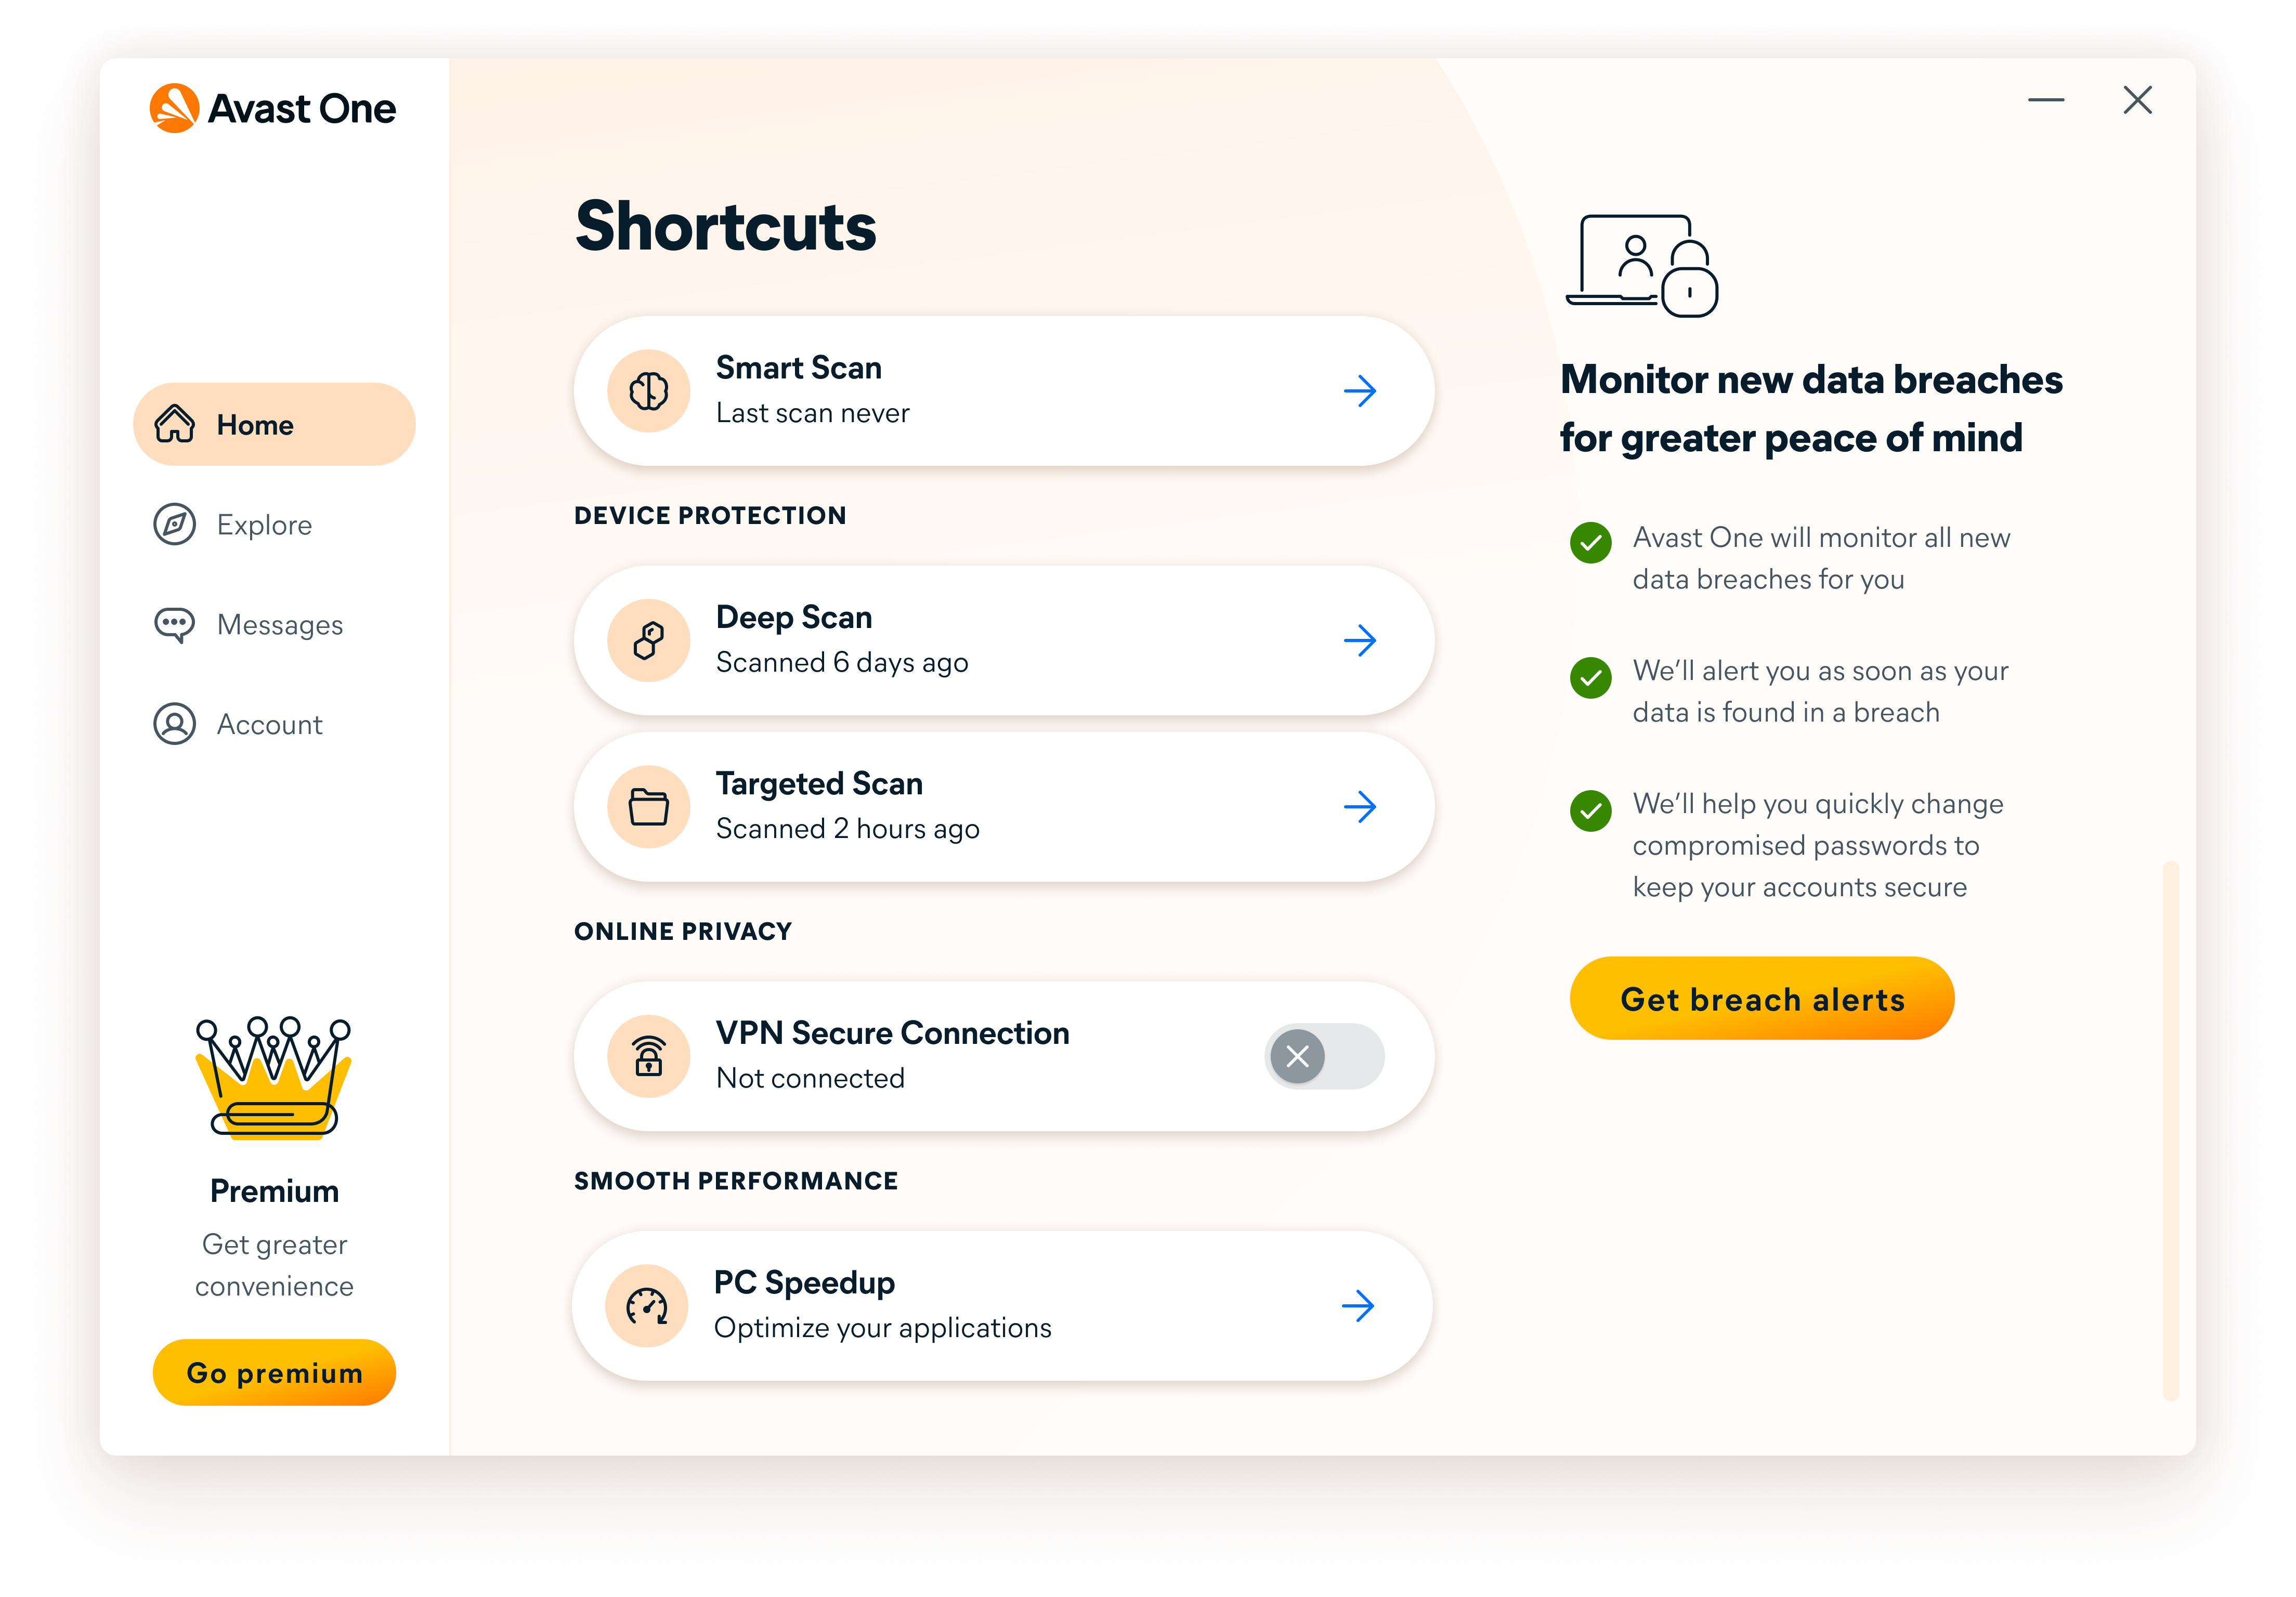 Avast One
Home
Explore
Messages
Account
Premium
Get greater
convenience
Go premium
Shortcuts
Smart Scan
Last scan never
DEVICE PROTECTION
Deep Scan
Scanned 6 days ago
Targeted Scan
Scanned 2 hours ago
ONLINE PRIVACY
VPN Secure Connection
Not connected
SMOOTH PERFORMANCE
PC Speedup
Optimize your applications
Monitor new data breaches
for greater peace of mind
Avast One will monitor all new
data breaches for you
We’ll alert you as soon as your
data is found in a breach
We’ll help you quickly change
compromised passwords to
keep your accounts secure
Get breach alerts